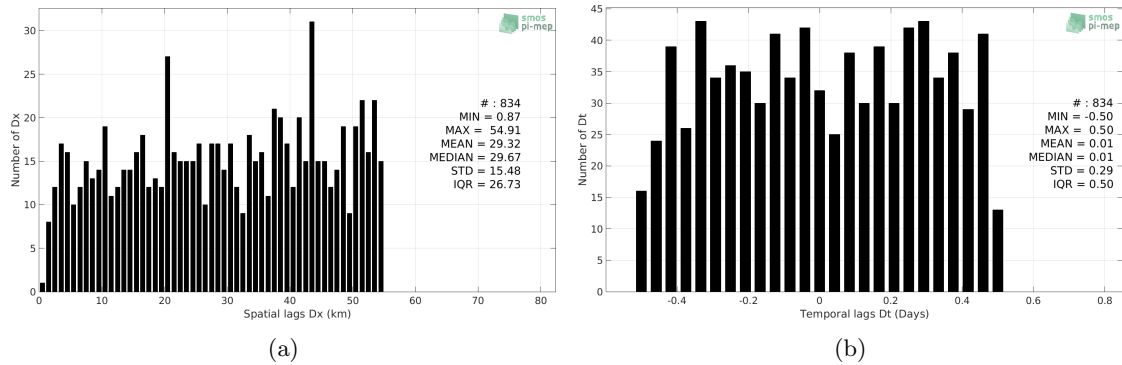 smos
pi-mep
Number of Dx
30
25
20
15
10
5
0
# : 834
MIN = 0.87
MAX = 54.91
MEAN = 29.32
MEDIAN = 29.67
STD = 15.48
IQR = 26.73
0 10 20 30 40 50 60 70 80
Spatial lags Dx (km)
(a)
smos
pi-mep
Number of Dt
45
40
35
30
25
20
15
10
5
0
# : 834
MIN = -0.50
MAX = 0.50
MEAN = 0.01
MEDIAN = 0.01
STD = 0.29
IQR = 0.50
-0.4 -0.2 0 0.2 0.4 0.6 0.8
Temporal lags Dt (Days)
(b)